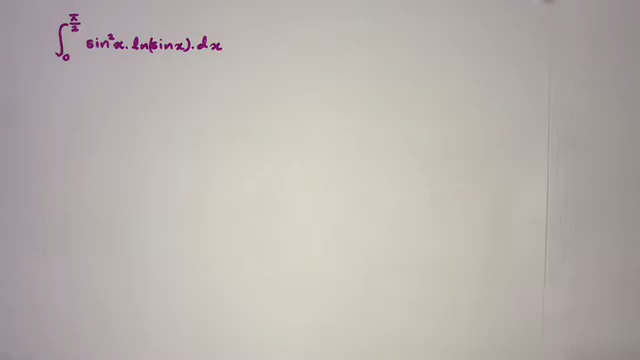 ∫₀^(π/2) sin²x . ln(sinx) . dx